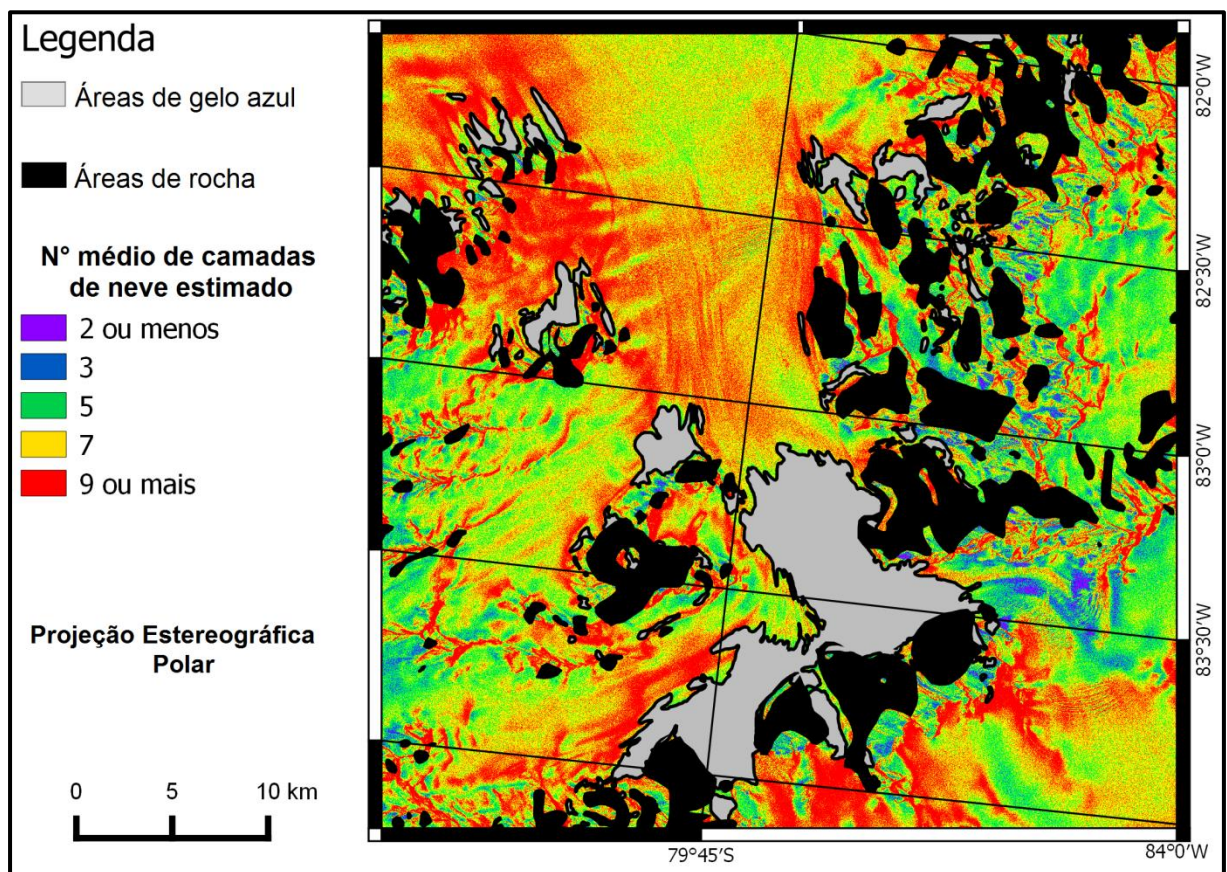 Legenda
Áreas de gelo azul
Áreas de rocha
N° médio de camadas
de neve estimado
2 ou menos
3
5
7
9 ou mais
Projeção Estereográfica
Polar
0 5 10 km
82°0'W
82°30'W
83°0'W
83°30'W
79°45'S
84°0'W